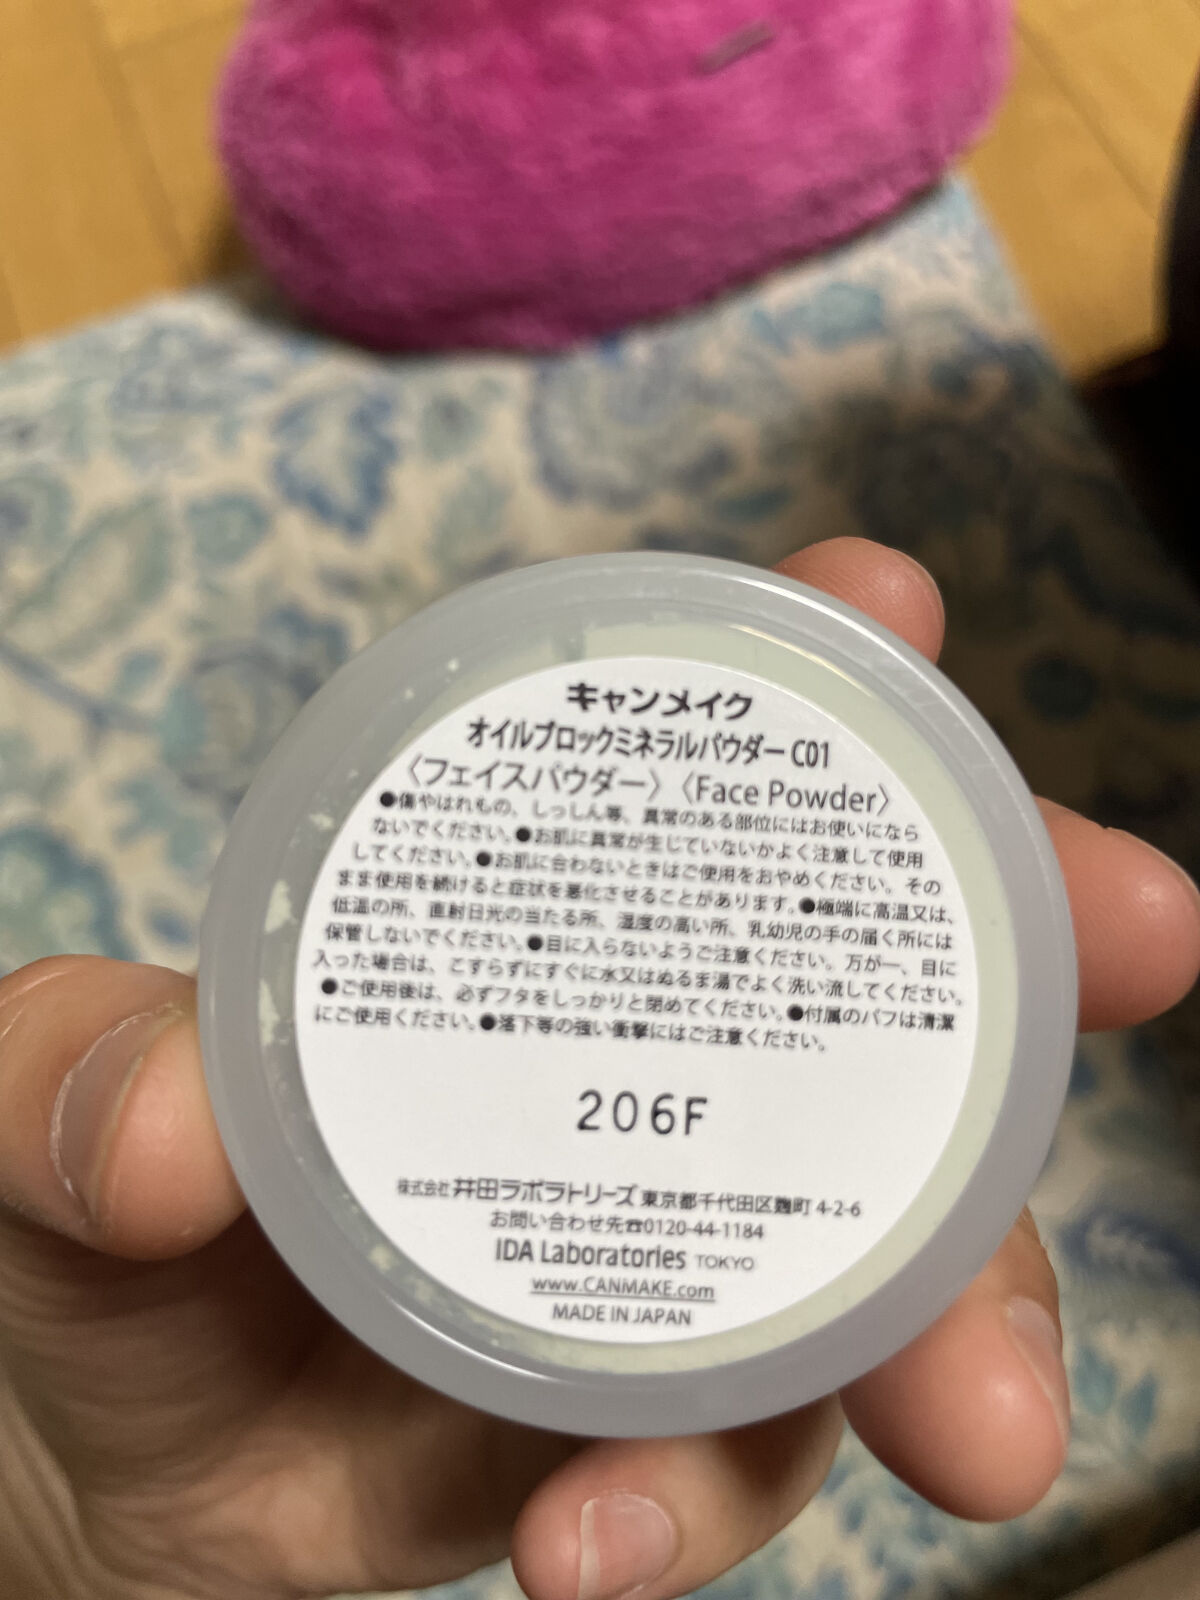 キャンメイク
オイルブロックミネラルパウダー C01
〈フェイスパウダー〉〈Face Powder〉
●傷やはれもの、しっしん等、異常のある部位にはお使いになら
ないでください。●お肌に異常が生じていないかよく注意して使用
してください。●お肌に合わないときはご使用をおやめください。その
まま使用を続けると症状を悪化させることがあります。●極端に高温又は、
低温の所、直射日光の当たる所、湿度の高い所、乳幼児の手の届く所には
保管しないでください。●目に入らないようご注意ください。万が一、目に
入った場合は、こすらずにすぐに水又はぬるま湯でよく洗い流してください。
●ご使用後は、必ずフタをしっかりと閉めてください。●付属のパフは清潔
にご使用ください。●落下等の強い衝撃にはご注意ください。
206F
株式会社 井田ラボラトリーズ 東京都千代田区麹町 4-2-6
お問い合わせ先☎0120-44-1184
IDA Laboratories TOKYO
www.CANMAKE.com
MADE IN JAPAN